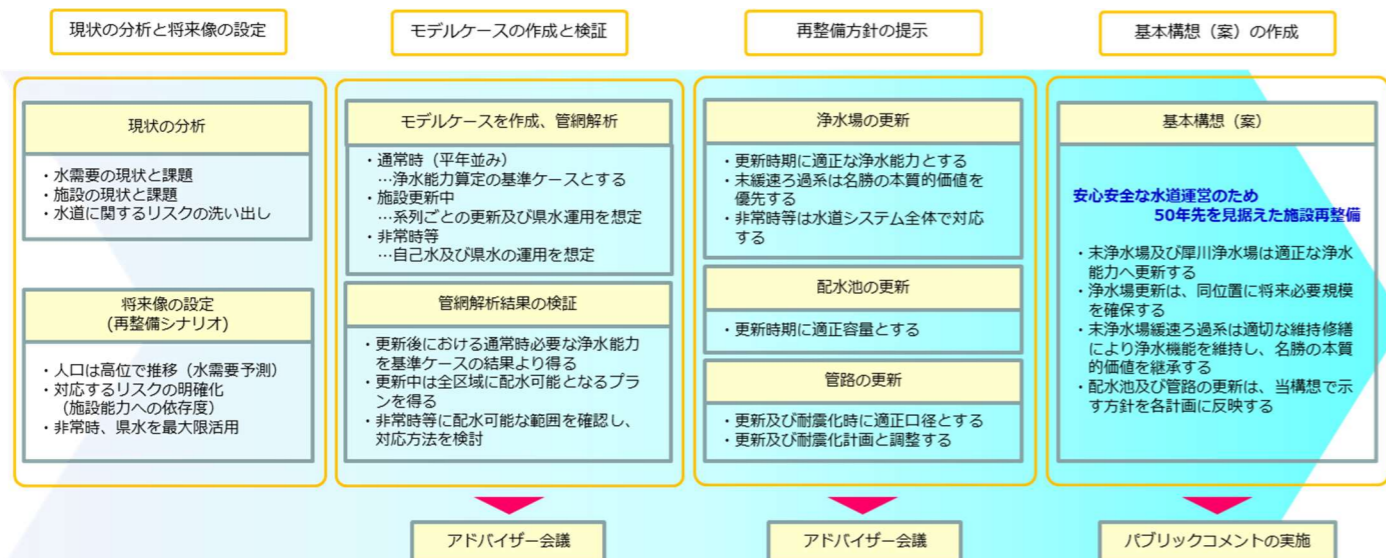 現状の分析と将来像の設定
モデルケースの作成と検証
再整備方針の提示
基本構想（案）の作成
現状の分析
・水需要の現状と課題
・施設の現状と課題
・水道に関するリスクの洗い出し
将来像の設定
(再整備シナリオ)
・人口は高位で推移（水需要予測）
・対応するリスクの明確化
（施設能力への依存度）
・非常時、県水を最大限活用
モデルケースを作成、管網解析
・通常時（平年並み）
…浄水能力算定の基準ケースとする
・施設更新中
…系列ごとの更新及び県水運用を想定
・非常時等
…自己水及び県水の運用を想定
管網解析結果の検証
・更新後における通常時必要な浄水能力
を基準ケースの結果より得る
・更新中は全区域に配水可能となるプラ
ンを得る
・非常時等に配水可能な範囲を確認し、
対応方法を検討
アドバイザー会議
浄水場の更新
・更新時期に適正な浄水能力とする
・末緩速ろ過系は名勝の本質的価値を
優先する
・非常時等は水道システム全体で対応
する
配水池の更新
・更新時期に適正容量とする
管路の更新
・更新及び耐震化時に適正口径とする
・更新及び耐震化計画と調整する
アドバイザー会議
基本構想（案）
安心安全な水道運営のため
50年先を見据えた施設再整備
・末浄水場及び犀川浄水場は適正な浄水
能力へ更新する
・浄水場更新は、同位置に将来必要規模
を確保する
・末浄水場緩速ろ過系は適切な維持修繕
により浄水機能を維持し、名勝の本質
的価値を継承する
・配水池及び管路の更新は、当構想で示
す方針を各計画に反映する
パブリックコメントの実施